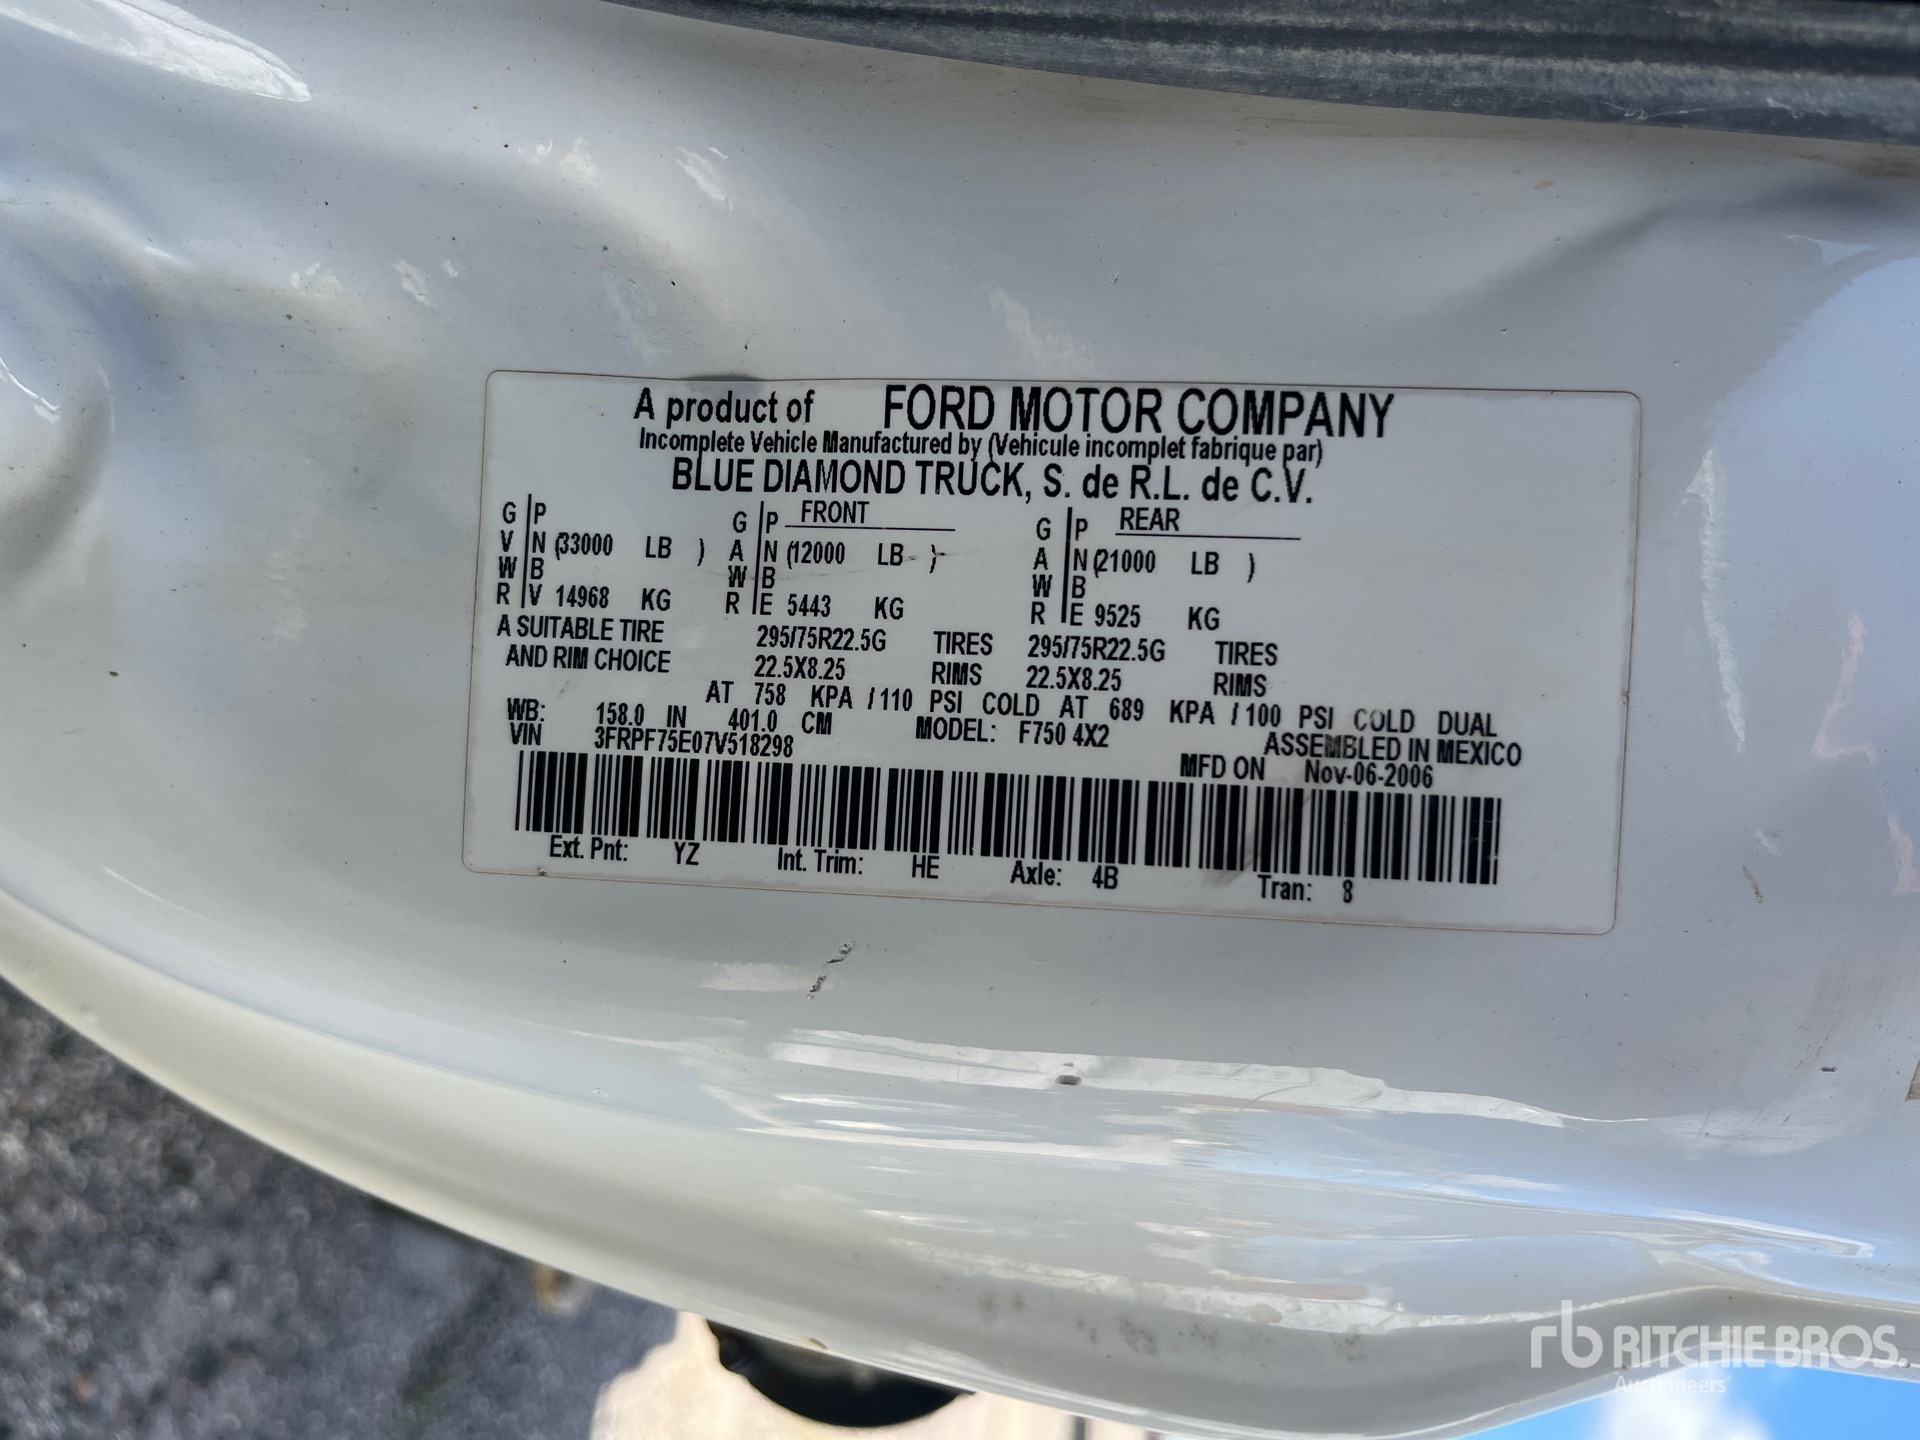 A product of FORD MOTOR COMPANY
Incomplete Vehicle Manufactured by (Vehicule incomplet fabrique par)
BLUE DIAMOND TRUCK, S. de R.L. de C.V.
G P G P FRONT G P REAR
V N (33000 LB ) A N (12000 LB ) A N (21000 LB )
W B W B W B
R V 14968 KG R E 5443 KG R E 9525 KG
A SUITABLE TIRE 295/75R22.5G TIRES 295/75R22.5G TIRES
AND RIM CHOICE 22.5X8.25 RIMS 22.5X8.25 RIMS
AT 758 KPA / 110 PSI COLD AT 689 KPA / 100 PSI COLD DUAL
WB: 158.0 IN 401.0 CM MODEL: F750 4X2 ASSEMBLED IN MEXICO
VIN 3FRPF75E07V518298 MFD ON Nov-06-2006
Ext. Pnt: YZ Int. Trim: HE Axle: 4B Tran: 8
rb RITCHIE BROS.
Auctioneers